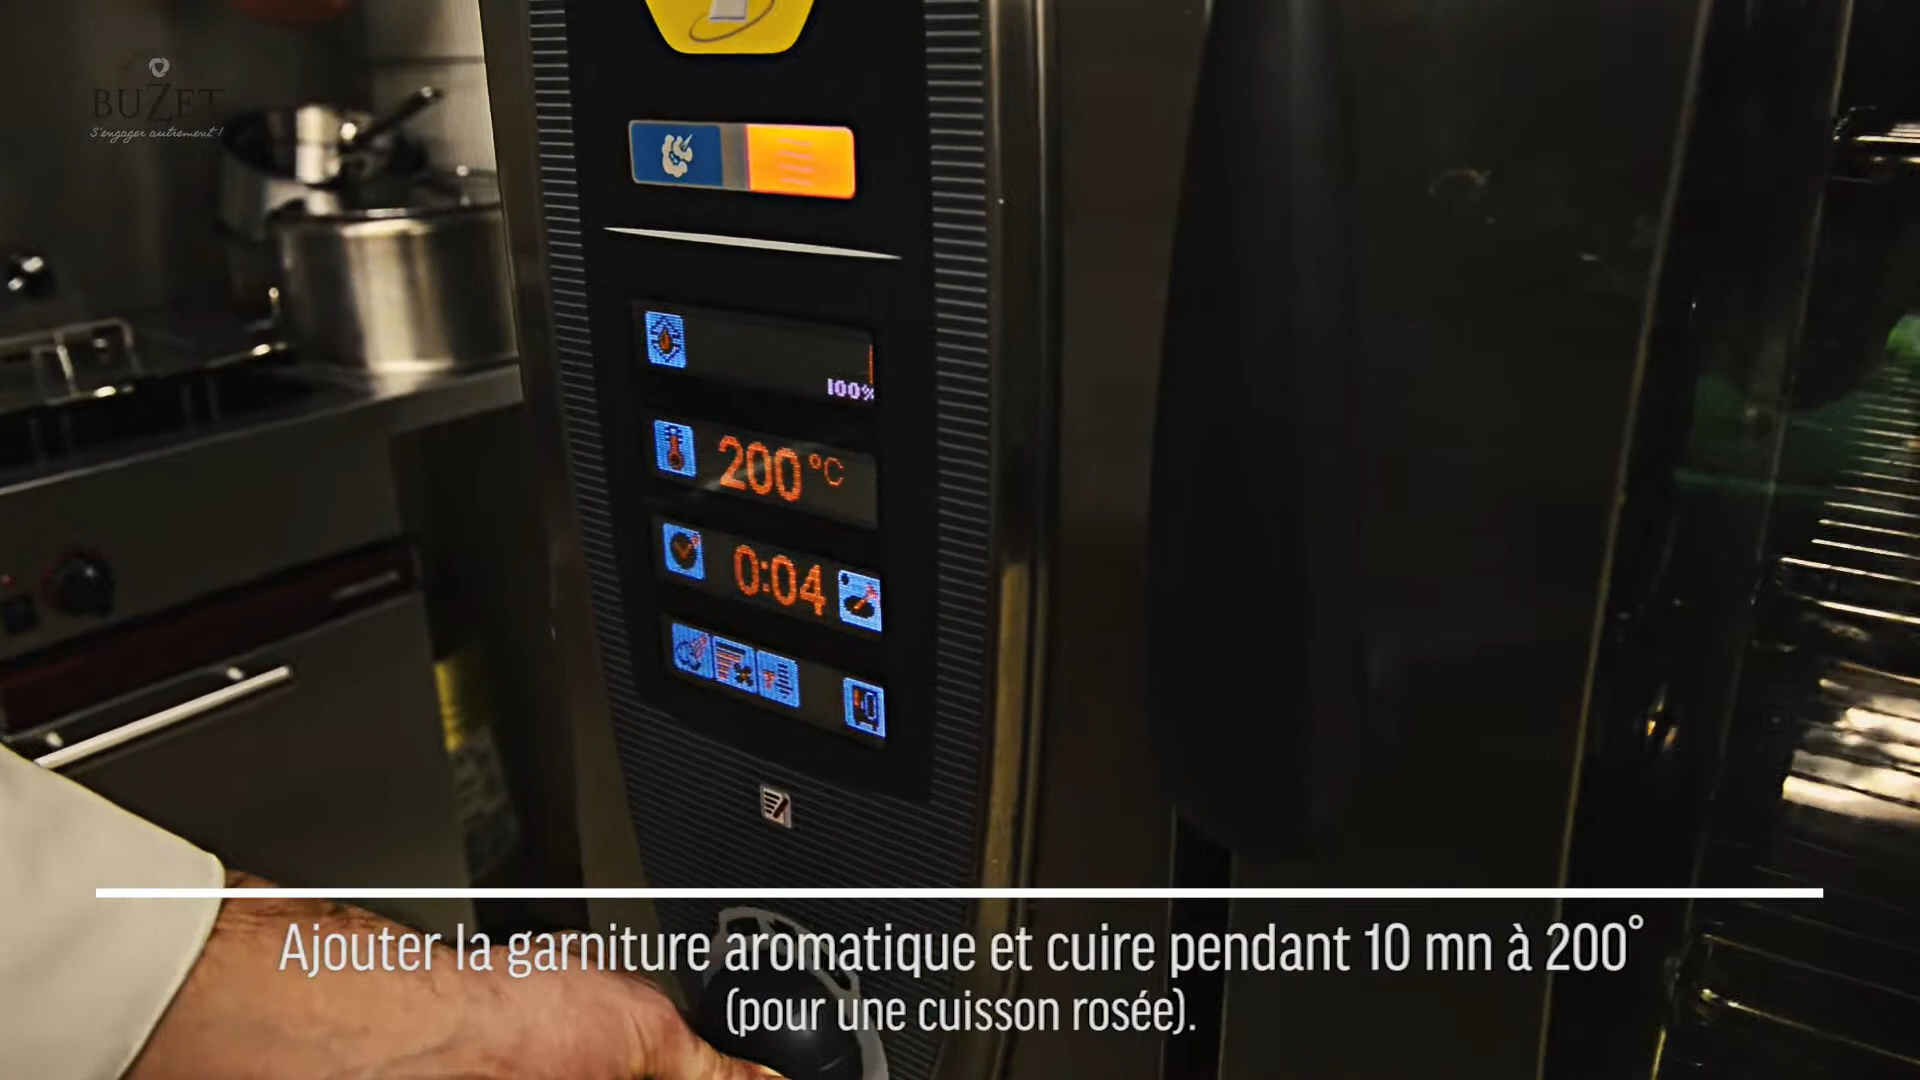 BUZET
S'engager autrement !
100%
200°C
0:04
Ajouter la garniture aromatique et cuire pendant 10 mn à 200°
(pour une cuisson rosée).